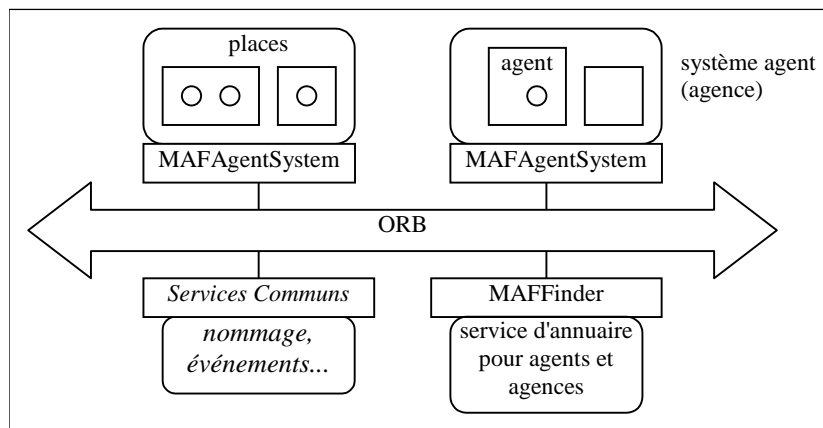 places
agent
système agent
(agence)
MAFAgentSystem
MAFAgentSystem
ORB
Services Communs
MAFFinder
nommage,
événements...
service d'annuaire
pour agents et
agences